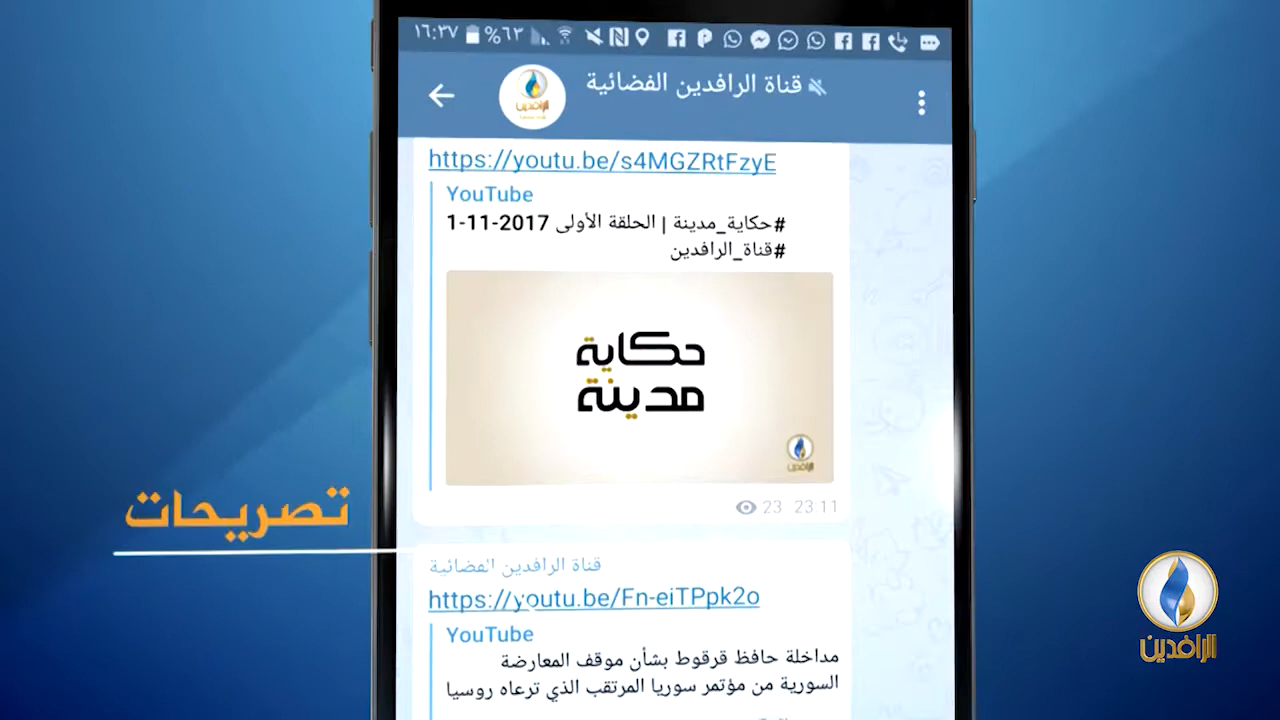 ١٦:٣٧ %٦٣
قناة الرافدين الفضائية
الرافدين
https://youtu.be/s4MGZRtFzyE
YouTube
#حكاية_مدينة | الحلقة الأولى 2017-11-1
#قناة_الرافدين
حكاية
مدينة
الرافدين
23 23:11
تصريحات
قناة الرافدين الفضائية
https://youtu.be/Fn-eiTPpk2o
YouTube
مداخلة حافظ قرقوط بشأن موقف المعارضة
السورية من مؤتمر سوريا المرتقب الذي ترعاه روسيا
الرافدين